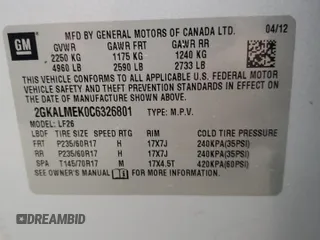 GM
MFD BY GENERAL MOTORS OF CANADA LTD. 04/12
GVWR GAWR FRT GAWR RR
2250 KG 1175 KG 1240 KG
4960 LB 2590 LB 2733 LB
THIS VEHICLE CONFORMS TO ALL APPLICABLE U.S. FEDERAL MOTOR
VEHICLE SAFETY, BUMPER, AND THEFT PREVENTION STANDARDS
IN EFFECT ON THE DATE OF MANUFACTURE SHOWN ABOVE.
2GKALMEK0C6326801 TYPE: M.P.V.
MODEL: LF26
TIRE SIZE SPEED RTG RIM COLD TIRE PRESSURE
FRT P235/60R17 H 17X7J 240KPA(35PSI)
RR P235/60R17 H 17X7J 240KPA(35PSI)
SPA T145/70R17 M 17X4.5T 420KPA(60PSI)
SEE OWNER'S MANUAL FOR ADDITIONAL INFORMATION.
DREAMBID